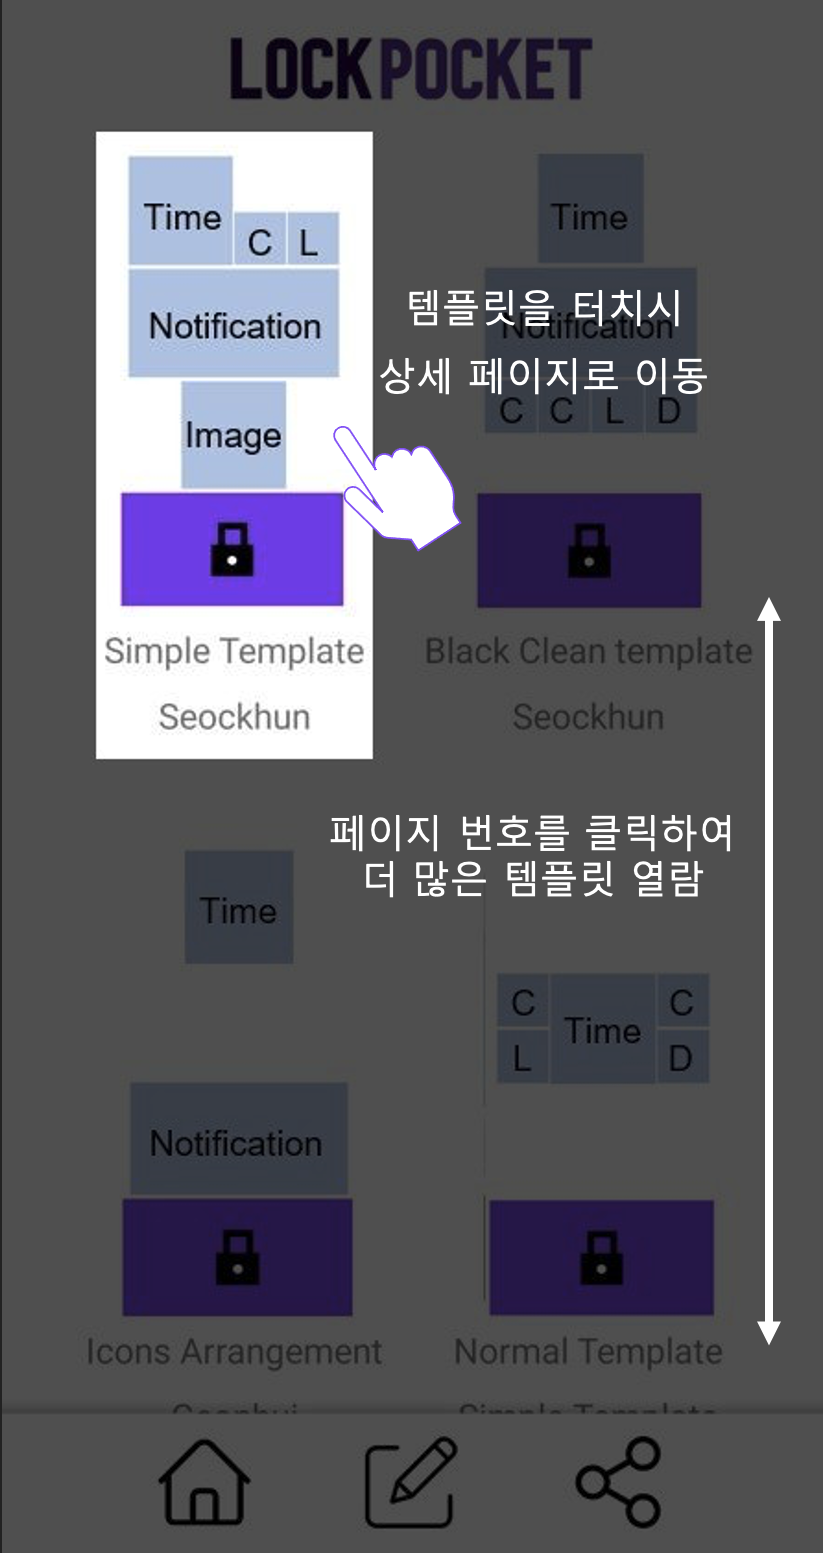 LOCKPOCKET
Time
C L
Notification
Image
Simple Template
Seockhun
Time
Notification
C C L D
Black Clean template
Seockhun
템플릿을 터치시
상세 페이지로 이동
페이지 번호를 클릭하여
더 많은 템플릿 열람
Time
Notification
Icons Arrangement
C Time C
L D
Normal Template
Simple Template